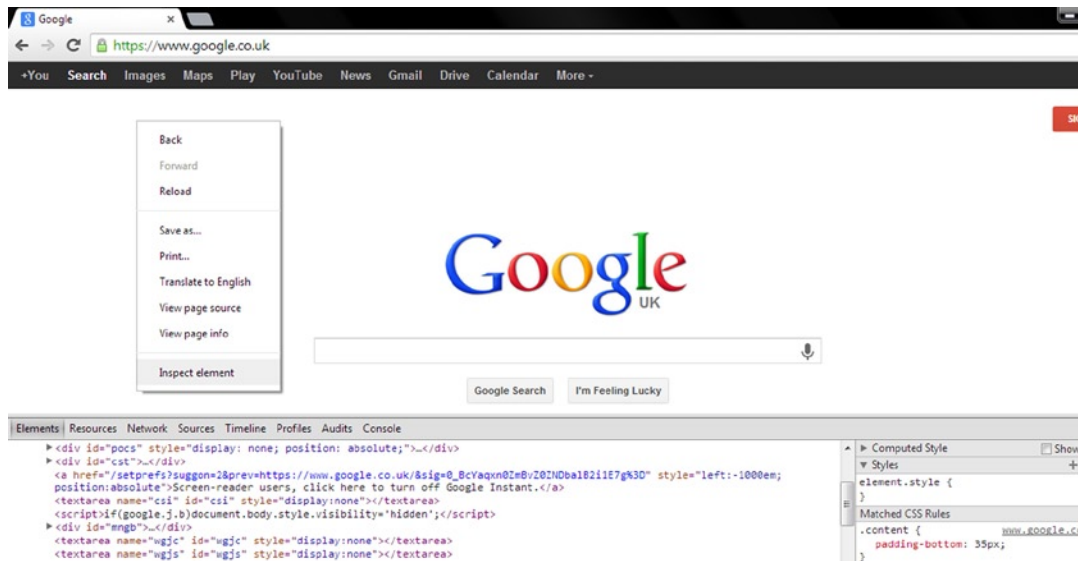 Google
https://www.google.co.uk
+You Search Images Maps Play YouTube News Gmail Drive Calendar More
Back
Forward
Reload
Save as...
Print...
Translate to English
View page source
View page info
Inspect element
Google
UK
Google Search I'm Feeling Lucky
Elements Resources Network Sources Timeline Profiles Audits Console
<div id="pocs" style="display: none; position: absolute;">…</div>
<div id="cst">…</div>
<a href="/setprefs?suggon=2&prev=https://www.google.co.uk/&sig= style="left:-1000em;
position:absolute">Screen-reader users, click here to turn off Google Instant.</a>
<textarea name="csi" id="csi" style="display:none"></textarea>
<script>if(google.j.b)document.body.style.visibility='hidden';</script>
<div id="mngb">…</div>
<textarea name="wgjc" id="wgjc" style="display:none"></textarea>
<textarea name="wgjs" id="wgjs" style="display:none"></textarea>
Computed Style Show
Styles
element.style {
}
Matched CSS Rules
.content { www.google.c
padding-bottom: 35px;
}